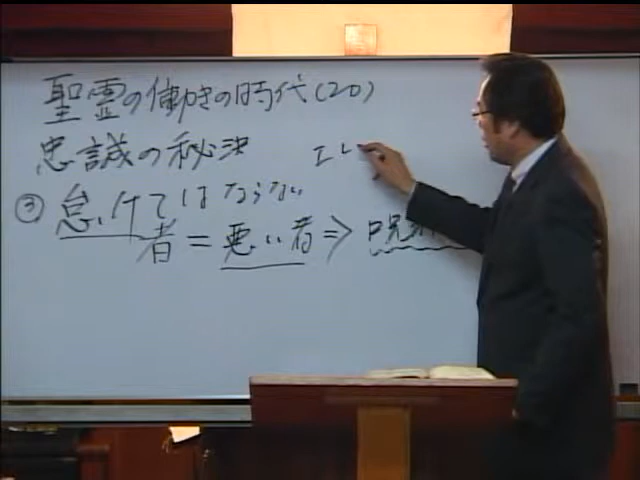 聖霊の働きの時代(20)
忠誠の秘決
エレ
③怠けてはならない
者=悪い者⇒呪